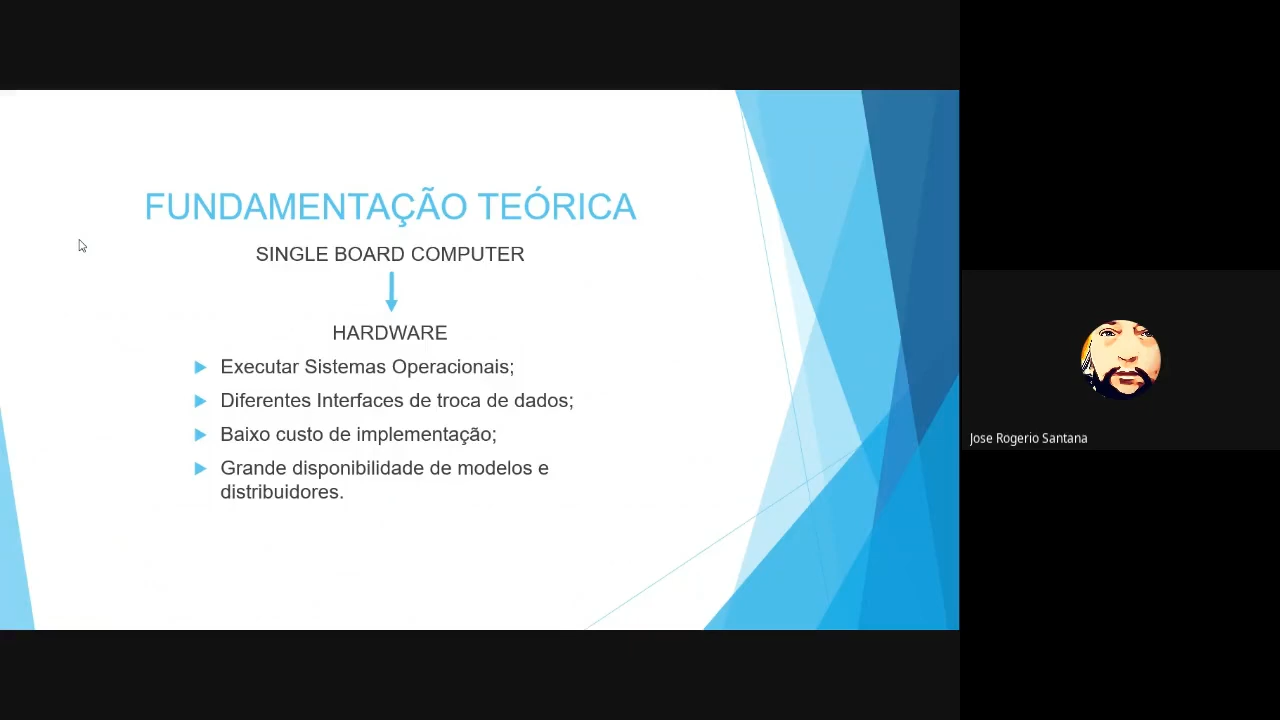 FUNDAMENTAÇÃO TEÓRICA
SINGLE BOARD COMPUTER
HARDWARE
Executar Sistemas Operacionais;
Diferentes Interfaces de troca de dados;
Baixo custo de implementação;
Grande disponibilidade de modelos e
distribuidores.
Jose Rogerio Santana